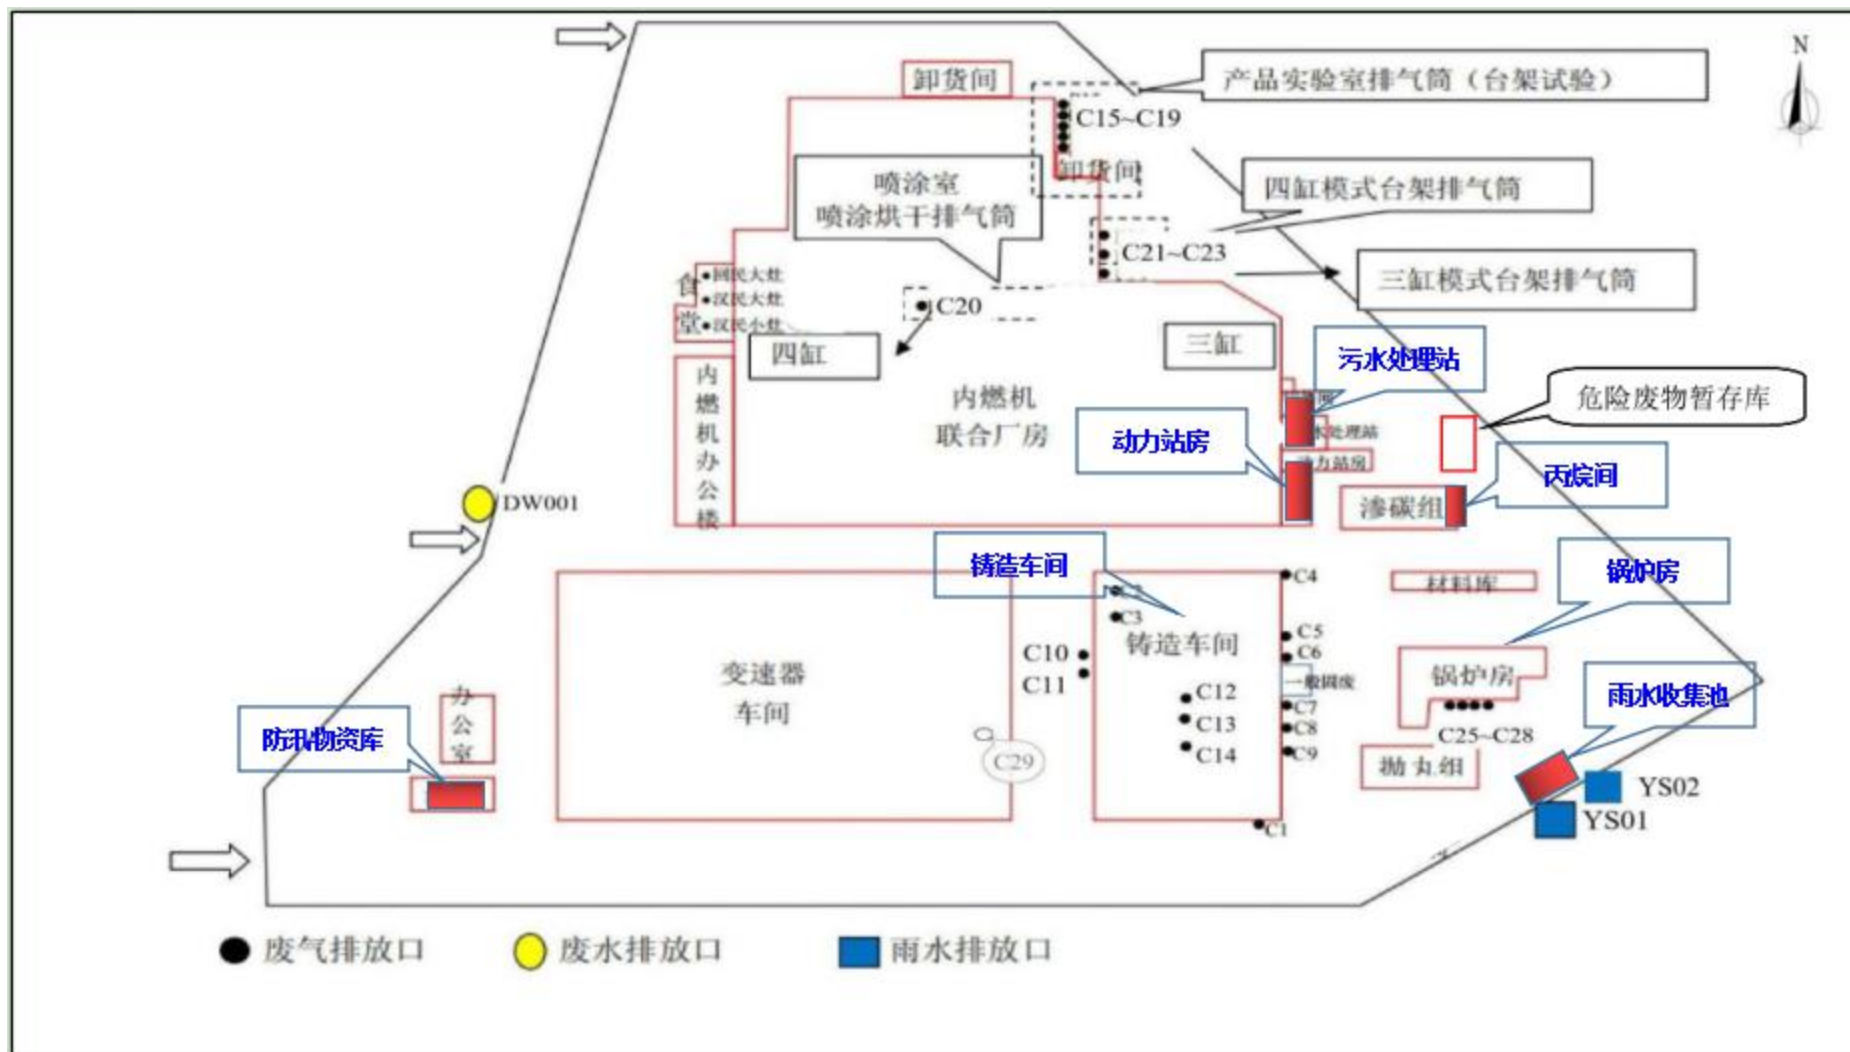 卸货间
产品实验室排气筒（台架试验）
N
C15~C19
卸货间
喷涂室
喷涂烘干排气筒
四缸模式台架排气筒
C21~C23
三缸模式台架排气筒
食堂
回民大灶
汉民大灶
汉民小灶
C20
四缸
三缸
污水处理站
内燃机办公楼
内燃机
联合厂房
动力站房
危险废物暂存库
水处理站
动力站房
丙烷间
渗碳组
DW001
铸造车间
锅炉房
C4
材料库
C2
C3
C5
C6
铸造车间
C10
C11
变速器
车间
一般固废
锅炉房
雨水收集池
办公室
防汛物资库
C12
C13
C14
C7
C8
C9
C25~C28
C29
抛丸组
YS02
YS01
C1
废气排放口
废水排放口
雨水排放口